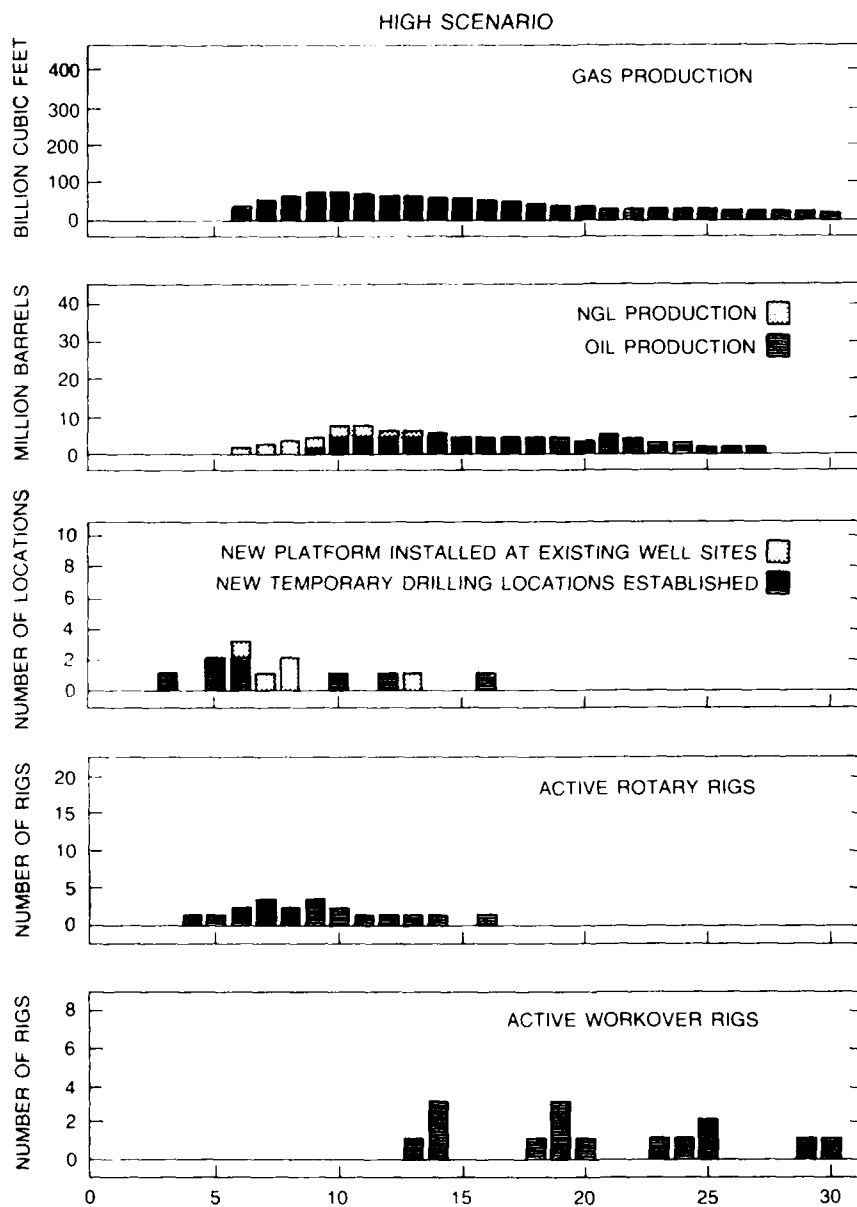 HIGH SCENARIO
BILLION CUBIC FEET
GAS PRODUCTION
400
300
200
100
0
MILLION BARRELS
NGL PRODUCTION
OIL PRODUCTION
40
30
20
10
0
NUMBER OF LOCATIONS
NEW PLATFORM INSTALLED AT EXISTING WELL SITES
NEW TEMPORARY DRILLING LOCATIONS ESTABLISHED
10
8
6
4
2
0
NUMBER OF RIGS
ACTIVE ROTARY RIGS
20
15
10
5
0
NUMBER OF RIGS
ACTIVE WORKOVER RIGS
8
6
4
2
0
0 5 10 15 20 25 30